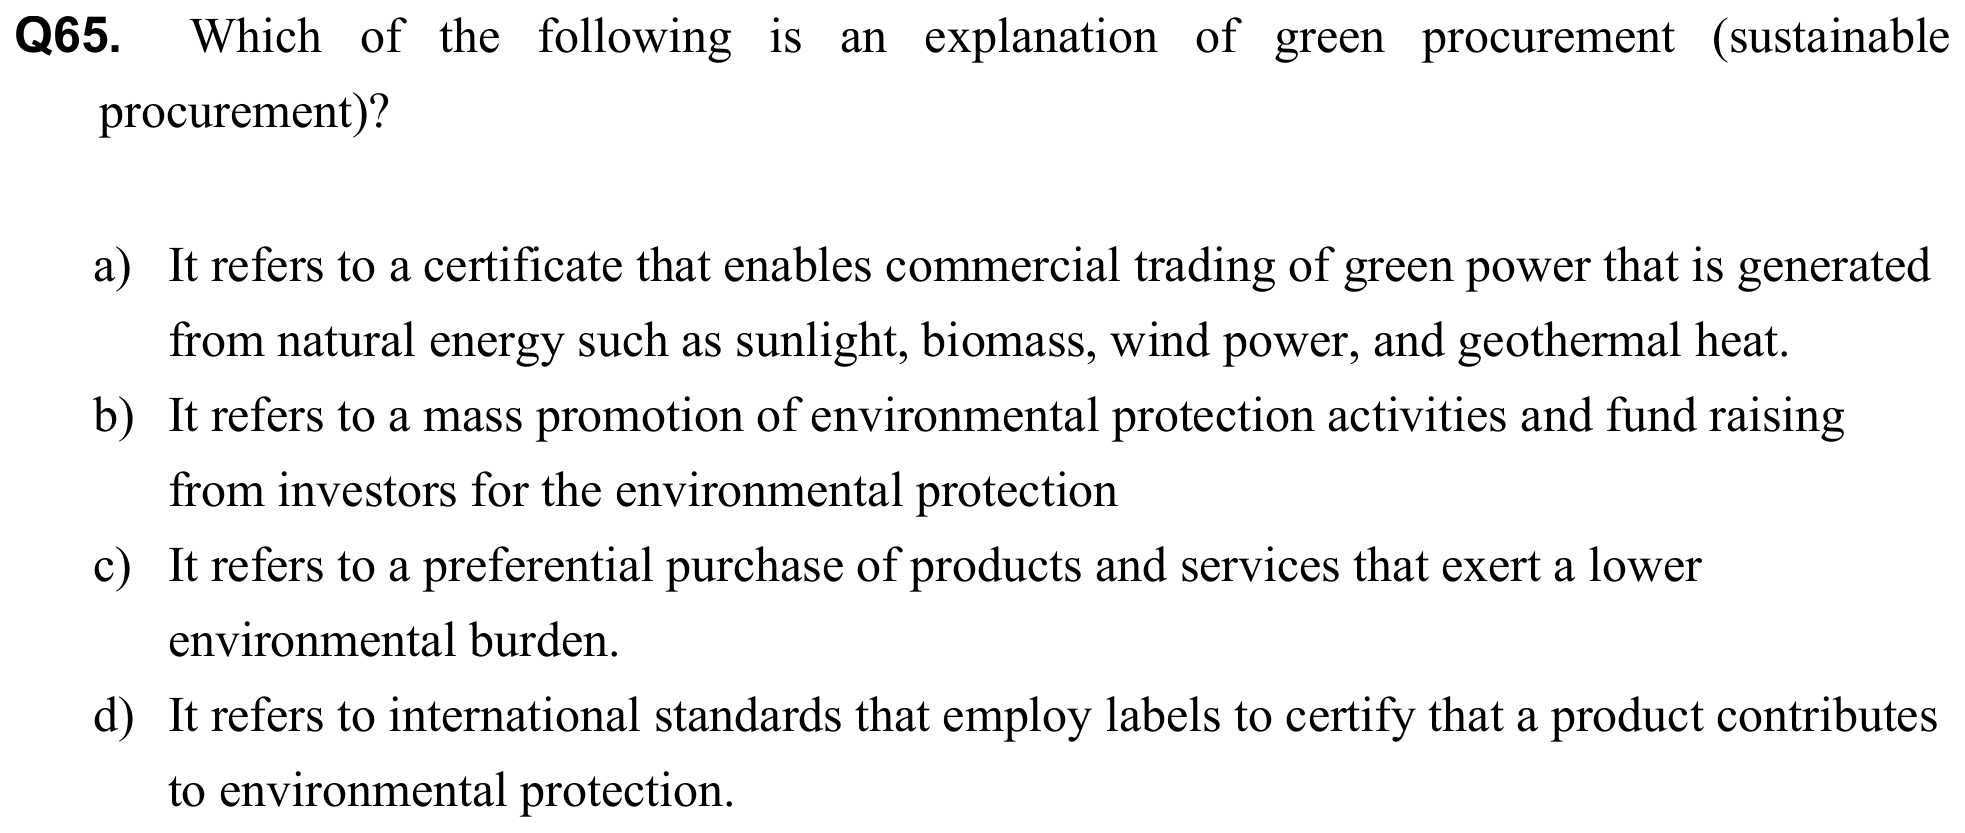 Q65. Which of the following is an explanation of green procurement (sustainable
procurement)?
a) It refers to a certificate that enables commercial trading of green power that is generated
from natural energy such as sunlight, biomass, wind power, and geothermal heat.
b) It refers to a mass promotion of environmental protection activities and fund raising
from investors for the environmental protection
c) It refers to a preferential purchase of products and services that exert a lower
environmental burden.
d) It refers to international standards that employ labels to certify that a product contributes
to environmental protection.